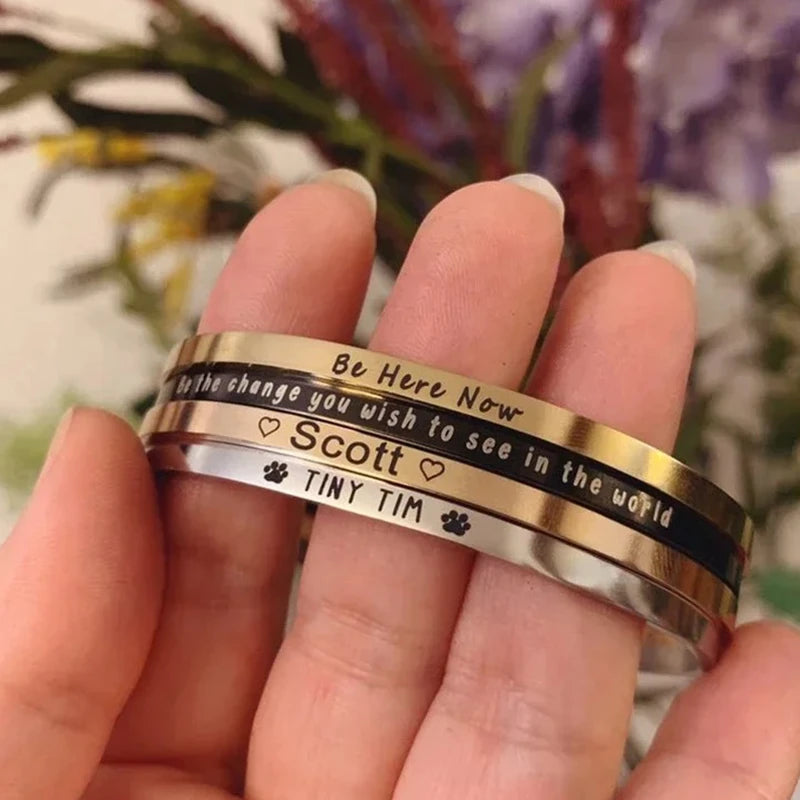 Be Here Now
Be the change you wish to see in the world
♡ Scott ♡
🐾 TINY TIM 🐾